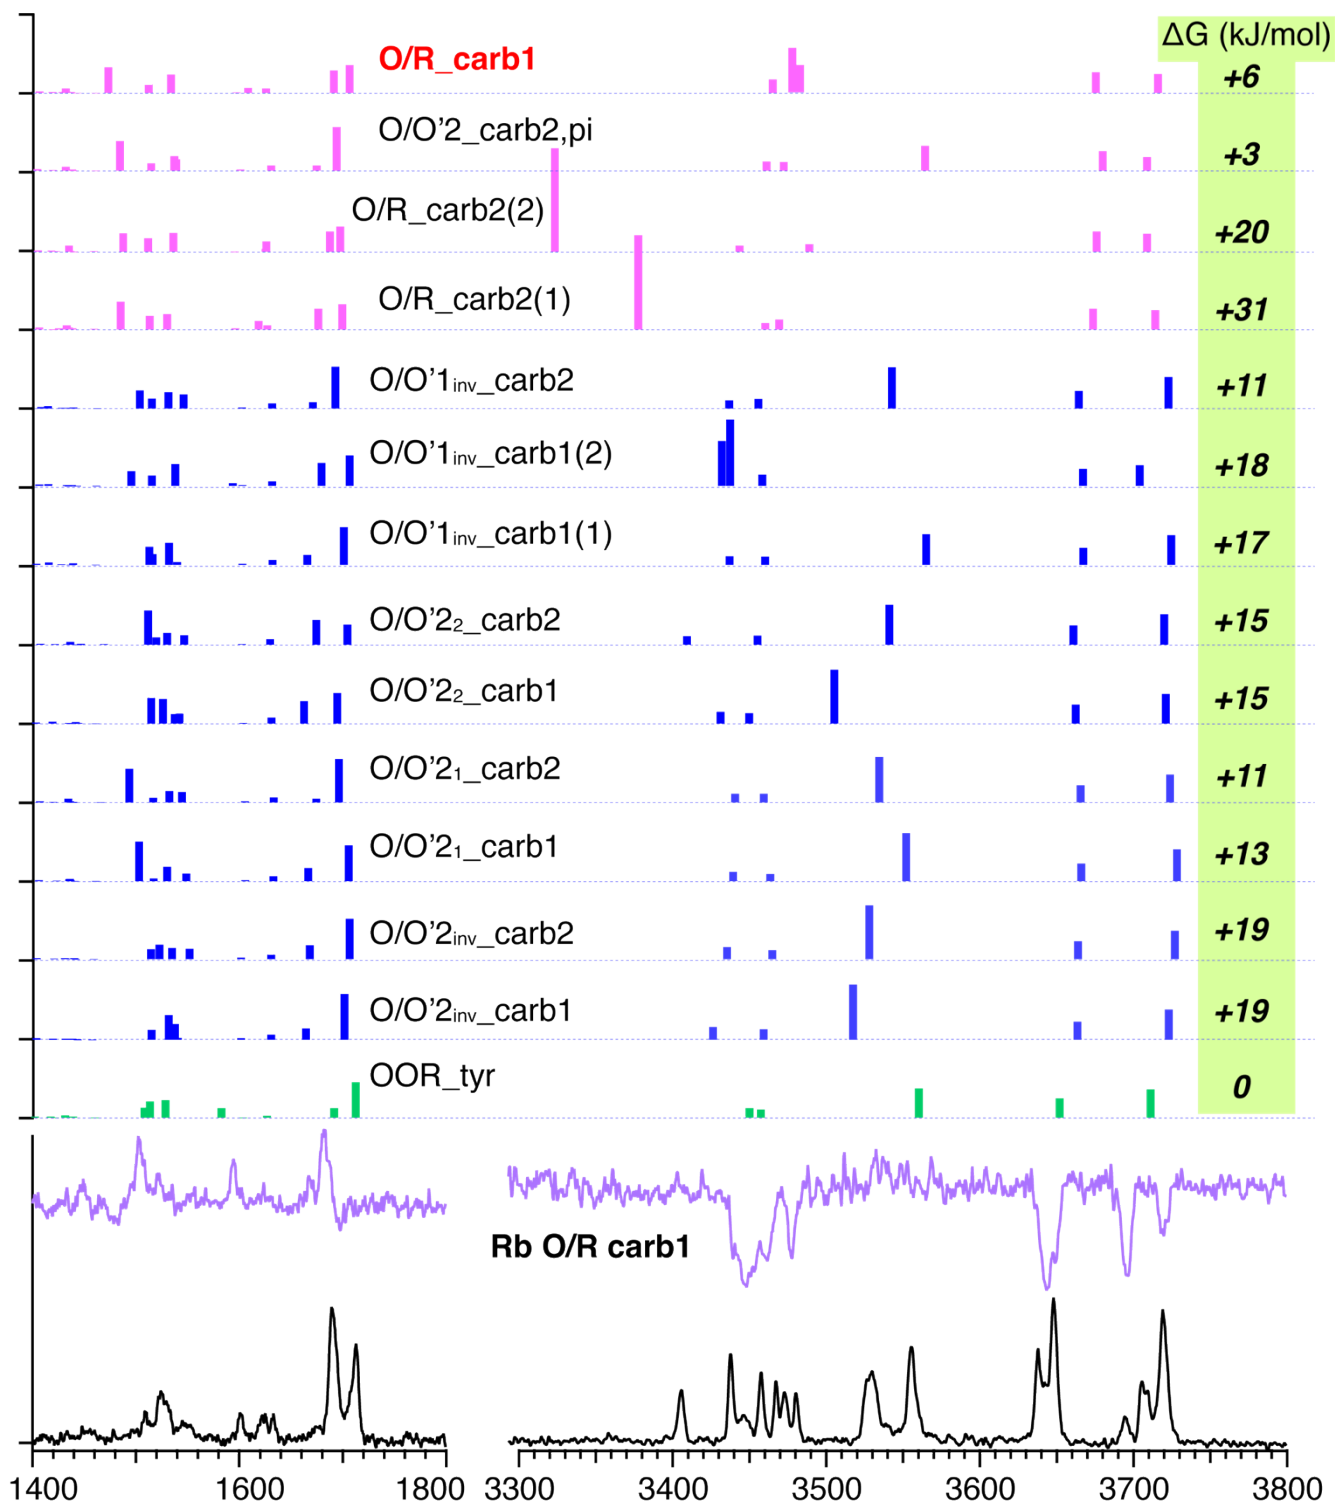 ΔG (kJ/mol)
O/R_carb1
+6
O/O’2_carb2,pi
+3
O/R_carb2(2)
+20
O/R_carb2(1)
+31
O/O’1inv_carb2
+11
O/O’1inv_carb1(2)
+18
O/O’1inv_carb1(1)
+17
O/O’22_carb2
+15
O/O’22_carb1
+15
O/O’21_carb2
+11
O/O’21_carb1
+13
O/O’2inv_carb2
+19
O/O’2inv_carb1
+19
OOR_tyr
0
Rb O/R carb1
1400 1600 1800 3300 3400 3500 3600 3700 3800